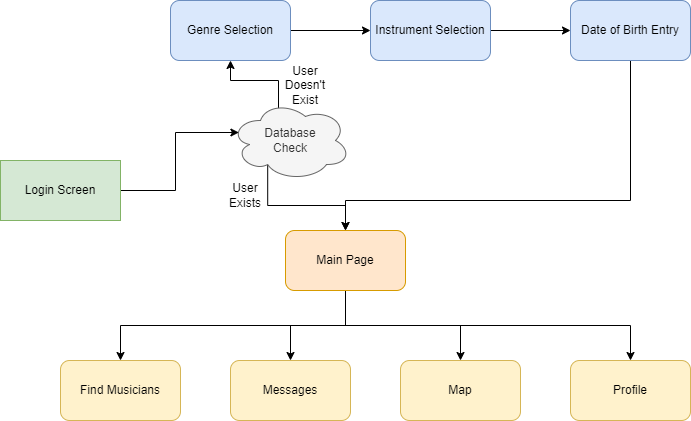 Genre Selection
Instrument Selection
Date of Birth Entry
User
Doesn't
Exist
Database
Check
Login Screen
User
Exists
Main Page
Find Musicians
Messages
Map
Profile